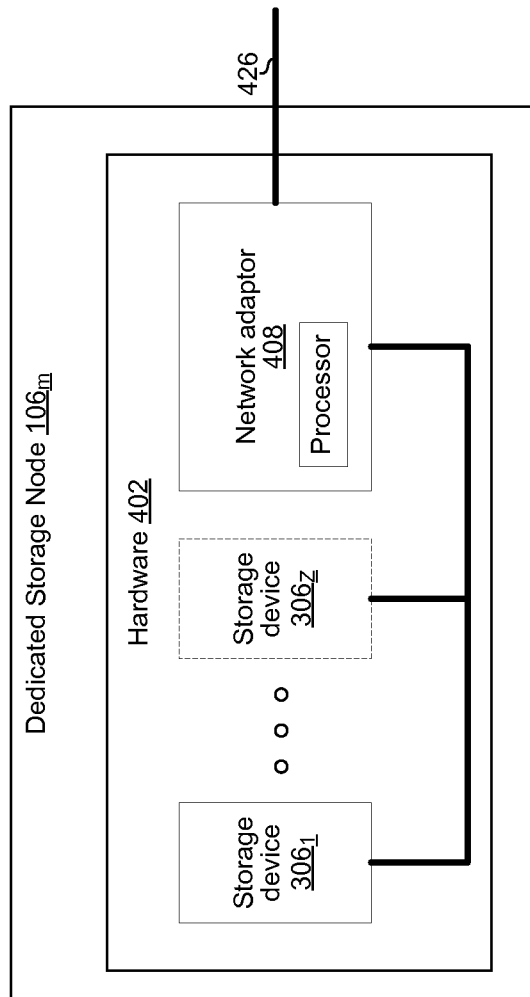 Dedicated Storage Node 106m
Hardware 402
Storage
device
3061
Storage
device
306Z
Network adaptor
408
Processor
426